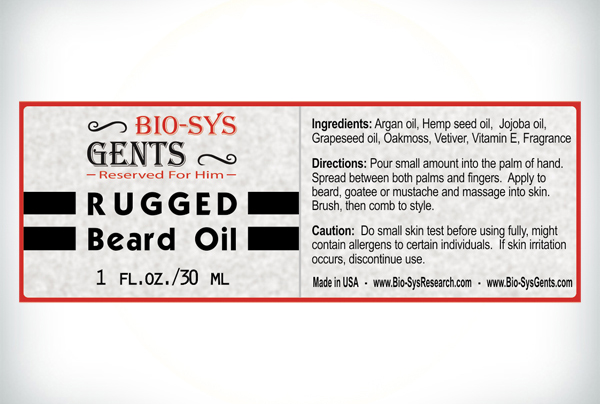 BIO-SYS
GENTS
Reserved For Him
RUGGED
Beard Oil
1 FL.OZ./30 ML
Ingredients: Argan oil, Hemp seed oil, Jojoba oil,
Grapeseed oil, Oakmoss, Vetiver, Vitamin E, Fragrance
Directions: Pour small amount into the palm of hand.
Spread between both palms and fingers. Apply to
beard, goatee or mustache and massage into skin.
Brush, then comb to style.
Caution: Do small skin test before using fully, might
contain allergens to certain individuals. If skin irritation
occurs, discontinue use.
Made in USA - www.Bio-SysResearch.com - www.Bio-SysGents.com